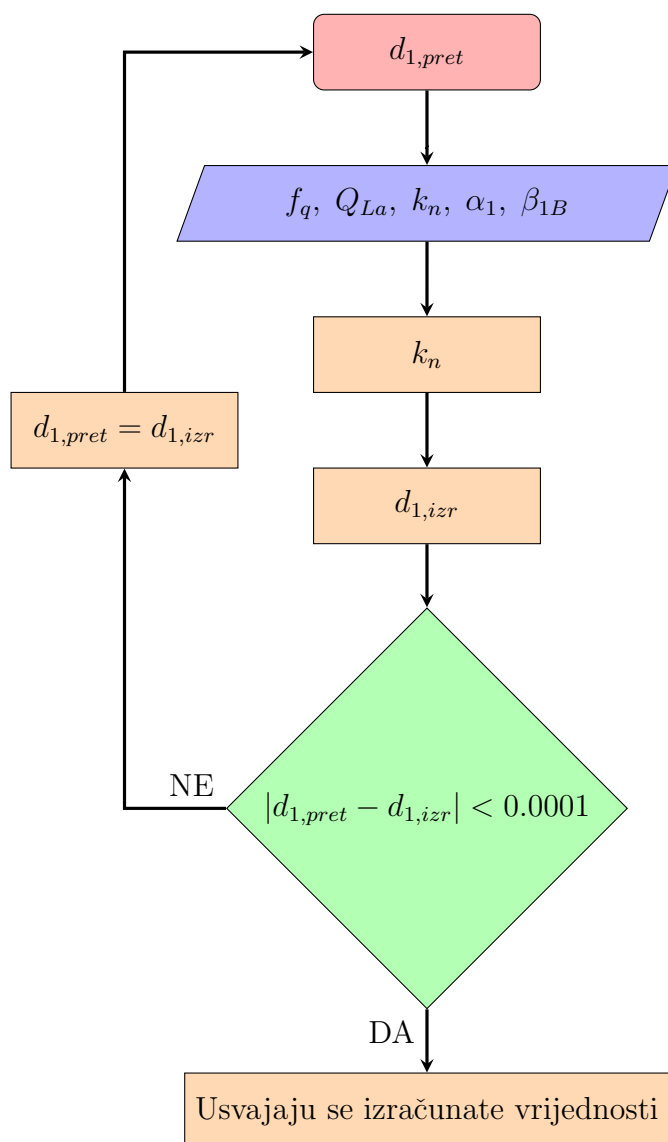 d_{1,pret}
f_q, Q_{La}, k_n, α_1, β_{1B}
k_n
d_{1,pret} = d_{1,izr}
d_{1,izr}
NE
|d_{1,pret} − d_{1,izr}| < 0.0001
DA
Usvajaju se izračunate vrijednosti